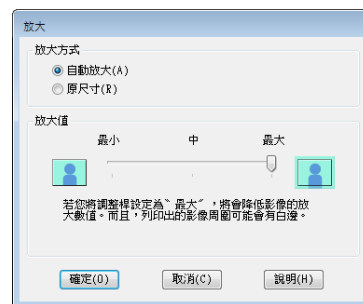 放大
放大方式
自動放大(A)
原尺寸(R)
放大值
最小 中 最大
若您將調整桿設定為〝最大〞，將會降低影像的放
大數值。而且，列印出的影像周圍可能會有白邊。
確定(O) 取消(C) 說明(H)